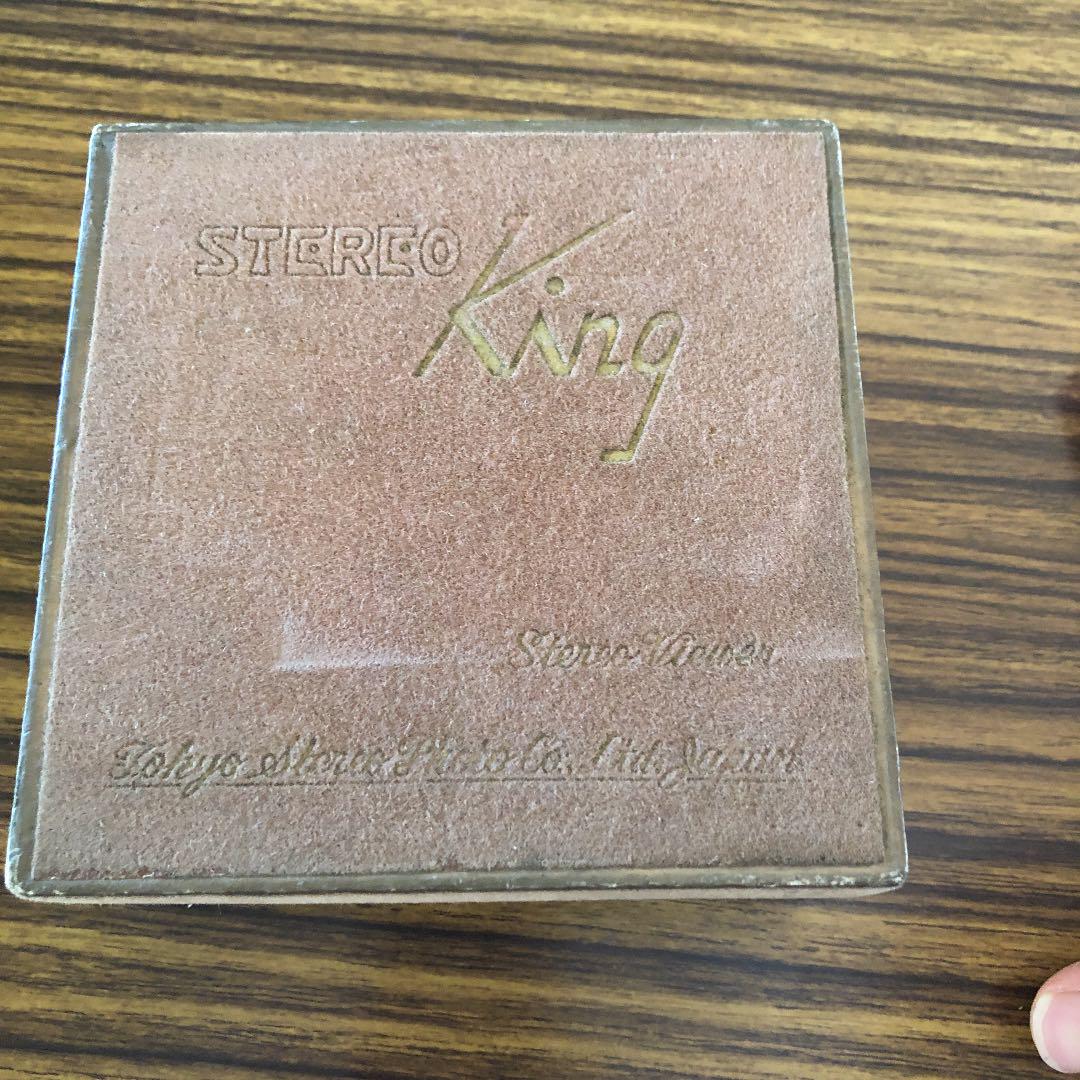 STEREO
King
Stereo Viewer
Tokyo Stereo Photo Co., Ltd. Japan